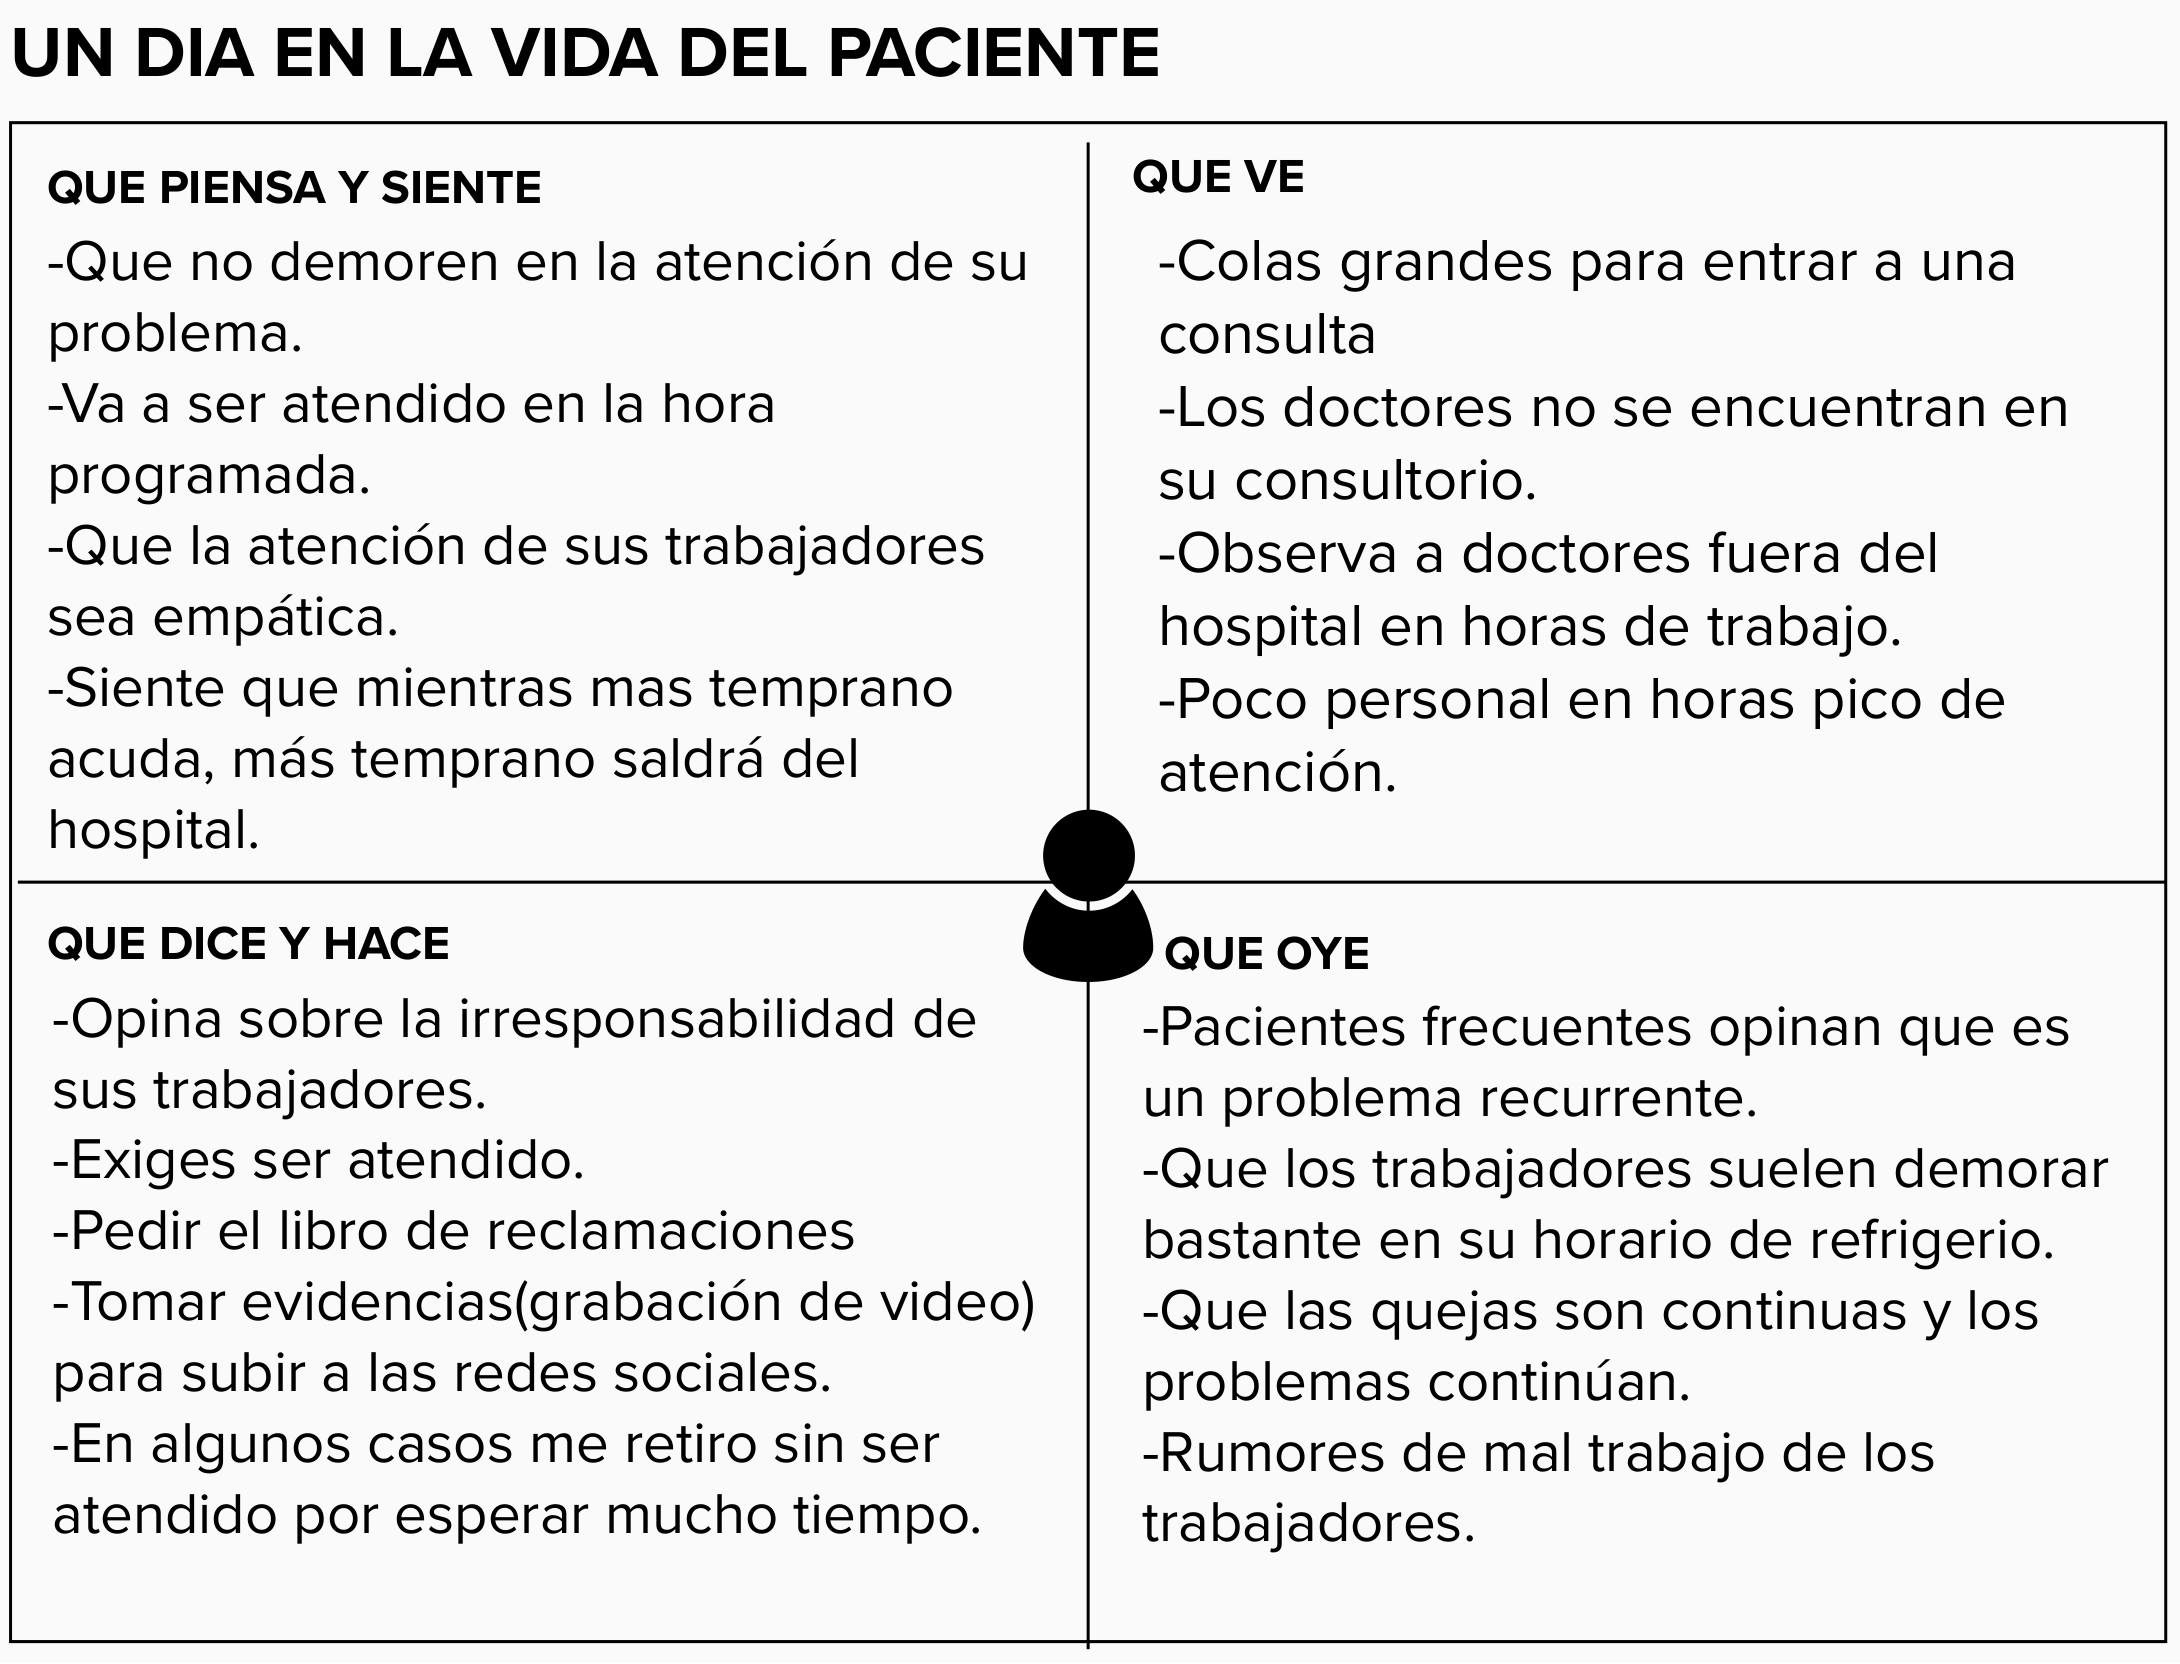 UN DIA EN LA VIDA DEL PACIENTE
QUE PIENSA Y SIENTE
-Que no demoren en la atención de su
problema.
-Va a ser atendido en la hora
programada.
-Que la atención de sus trabajadores
sea empática.
-Siente que mientras mas temprano
acuda, más temprano saldrá del
hospital.
QUE VE
-Colas grandes para entrar a una
consulta
-Los doctores no se encuentran en
su consultorio.
-Observa a doctores fuera del
hospital en horas de trabajo.
-Poco personal en horas pico de
atención.
QUE DICE Y HACE
-Opina sobre la irresponsabilidad de
sus trabajadores.
-Exiges ser atendido.
-Pedir el libro de reclamaciones
-Tomar evidencias(grabación de video)
para subir a las redes sociales.
-En algunos casos me retiro sin ser
atendido por esperar mucho tiempo.
QUE OYE
-Pacientes frecuentes opinan que es
un problema recurrente.
-Que los trabajadores suelen demorar
bastante en su horario de refrigerio.
-Que las quejas son continuas y los
problemas continúan.
-Rumores de mal trabajo de los
trabajadores.